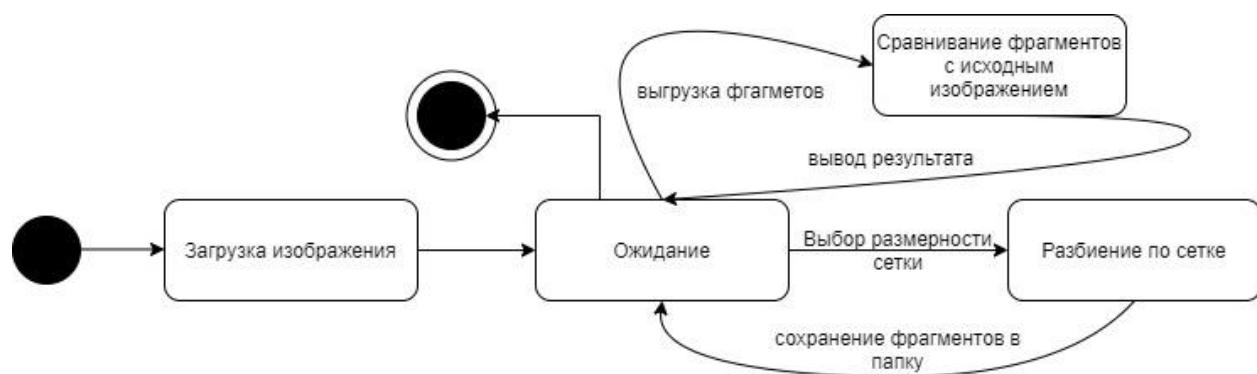 Сравнивание фрагментов
с исходным
изображением
выгрузка фгагметов
вывод результата
Загрузка изображения
Ожидание
Выбор размерности
сетки
Разбиение по сетке
сохранение фрагментов в
папку